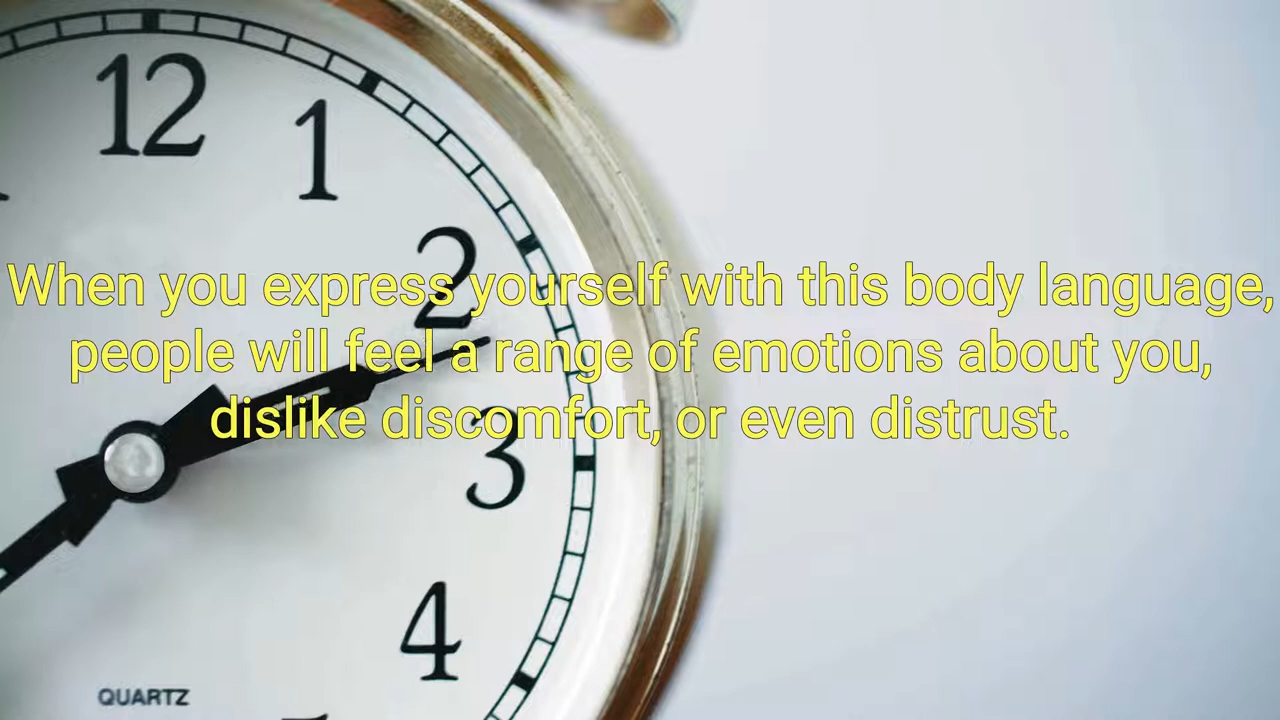 12
1
2
When you express yourself with this body language,
people will feel a range of emotions about you,
dislike discomfort, or even distrust.
3
4
QUARTZ